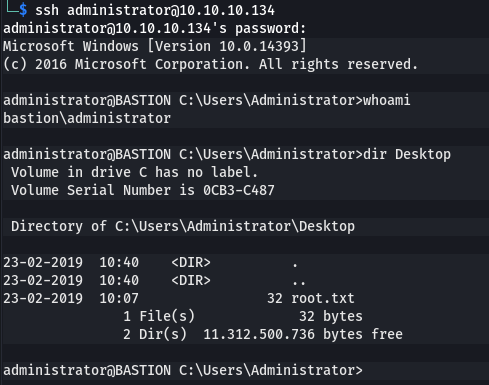 └─$ ssh administrator@10.10.10.134
administrator@10.10.10.134's password:
Microsoft Windows [Version 10.0.14393]
(c) 2016 Microsoft Corporation. All rights reserved.
administrator@BASTION C:\Users\Administrator>whoami
bastion\administrator
administrator@BASTION C:\Users\Administrator>dir Desktop
 Volume in drive C has no label.
 Volume Serial Number is 0CB3-C487
 Directory of C:\Users\Administrator\Desktop
23-02-2019  10:40    <DIR>          .
23-02-2019  10:40    <DIR>          ..
23-02-2019  10:07                32 root.txt
               1 File(s)             32 bytes
               2 Dir(s)  11.312.500.736 bytes free
administrator@BASTION C:\Users\Administrator>